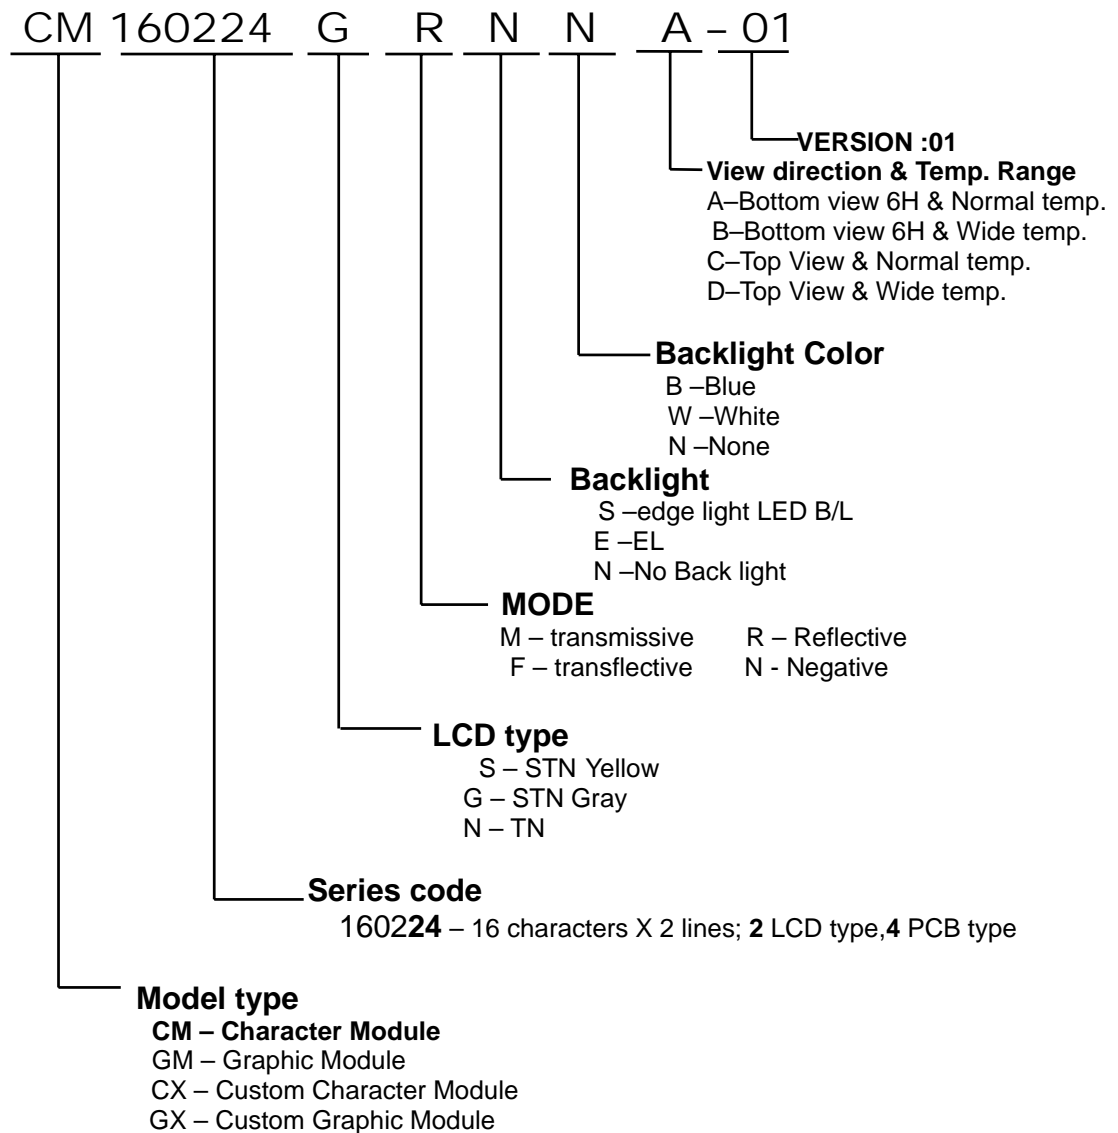 CM 160224 G R N N A – 01
VERSION :01
View direction & Temp. Range
A–Bottom view 6H & Normal temp.
B–Bottom view 6H & Wide temp.
C–Top View & Normal temp.
D–Top View & Wide temp.
Backlight Color
B –Blue
W –White
N –None
Backlight
S –edge light LED B/L
E –EL
N –No Back light
MODE
M – transmissive R – Reflective
F – transflective N - Negative
LCD type
S – STN Yellow
G – STN Gray
N – TN
Series code
160224 – 16 characters X 2 lines; 2 LCD type,4 PCB type
Model type
CM – Character Module
GM – Graphic Module
CX – Custom Character Module
GX – Custom Graphic Module